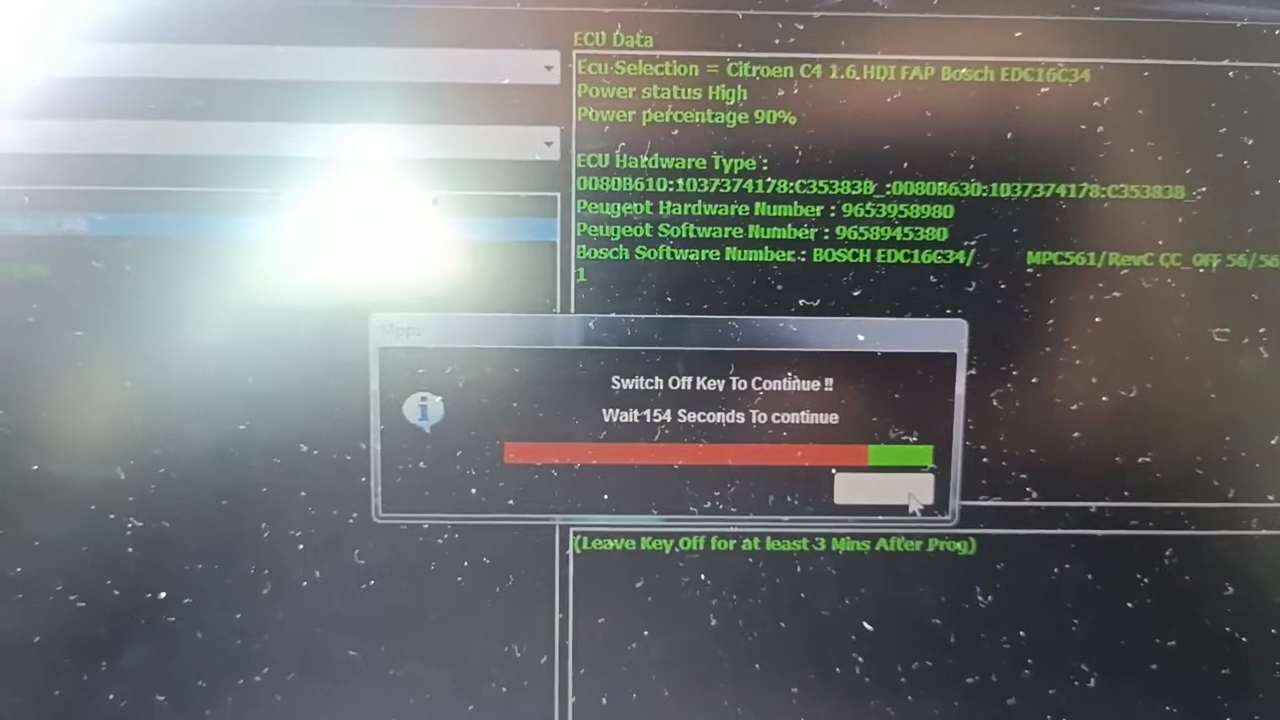 ECU Data
Ecu Selection = Citroen C4 1.6 HDI FAP Bosch EDC16C34
Power status High
Power percentage 90%
ECU Hardware Type :
0080B610:1037374178:C35383B_:0080B630:1037374178:C35383B_
Peugeot Hardware Number : 9653958980
Peugeot Software Number : 9658945380
Bosch Software Number : BOSCH EDC16C34/ MPC561/RevC CC_OFF 56/56
1
Mpps
Switch Off Key To Continue !!
Wait 154 Seconds To continue
(Leave Key Off for at least 3 Mins After Prog)